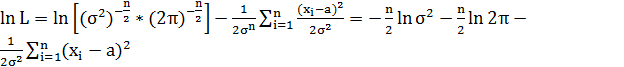 ln L = ln [(σ²)^(-n/2) * (2π)^(-n/2)] − 1/(2σⁿ) ∑ᵢ₌₁ⁿ (xᵢ−a)²/(2σ²) = −n/2 ln σ² − n/2 ln 2π −
1/(2σ²) ∑ᵢ₌₁ⁿ (xᵢ − a)²